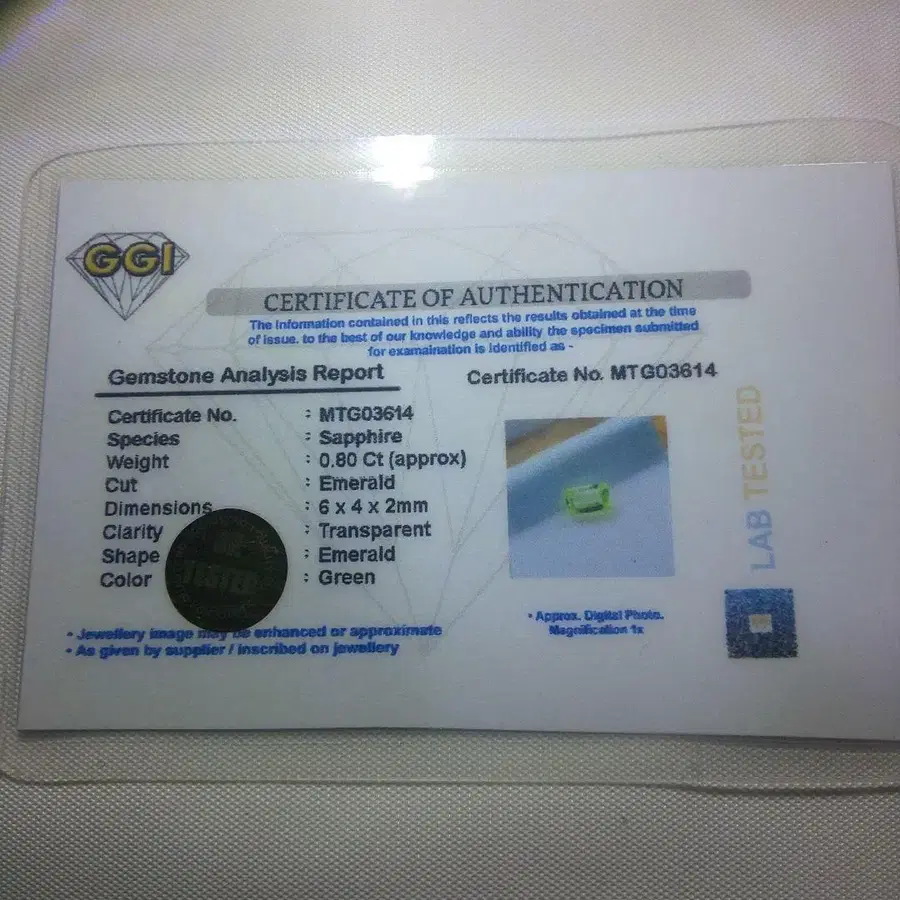 GGI
CERTIFICATE OF AUTHENTICATION
The information contained in this reflects the results obtained at the time
of issue. to the best of our knowledge and ability the specimen submitted
for examaination is identified as -
Gemstone Analysis Report
Certificate No. MTG03614
Certificate No. : MTG03614
Species : Sapphire
Weight : 0.80 Ct (approx)
Cut : Emerald
Dimensions : 6 x 4 x 2mm
Clarity : Transparent
Shape : Emerald
Color : Green
TESTED
• Jewellery image may be enhanced or approximate
• As given by supplier / inscribed on jewellery
• Approx. Digital Photo.
Magnification 1x
LAB TESTED